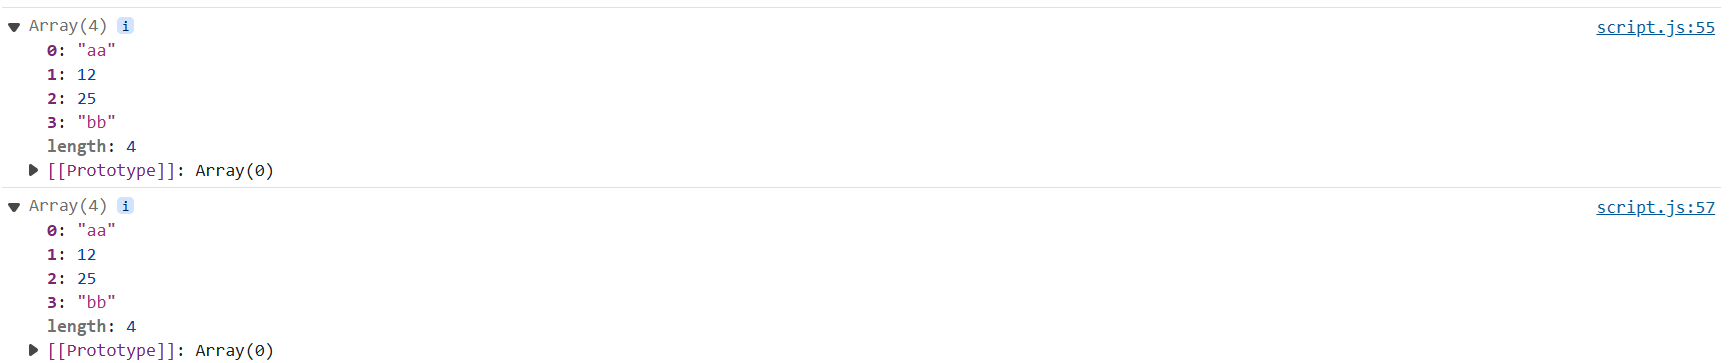 ▼ Array(4) i script.js:55
0: "aa"
1: 12
2: 25
3: "bb"
length: 4
▶ [[Prototype]]: Array(0)
▼ Array(4) i script.js:57
0: "aa"
1: 12
2: 25
3: "bb"
length: 4
▶ [[Prototype]]: Array(0)